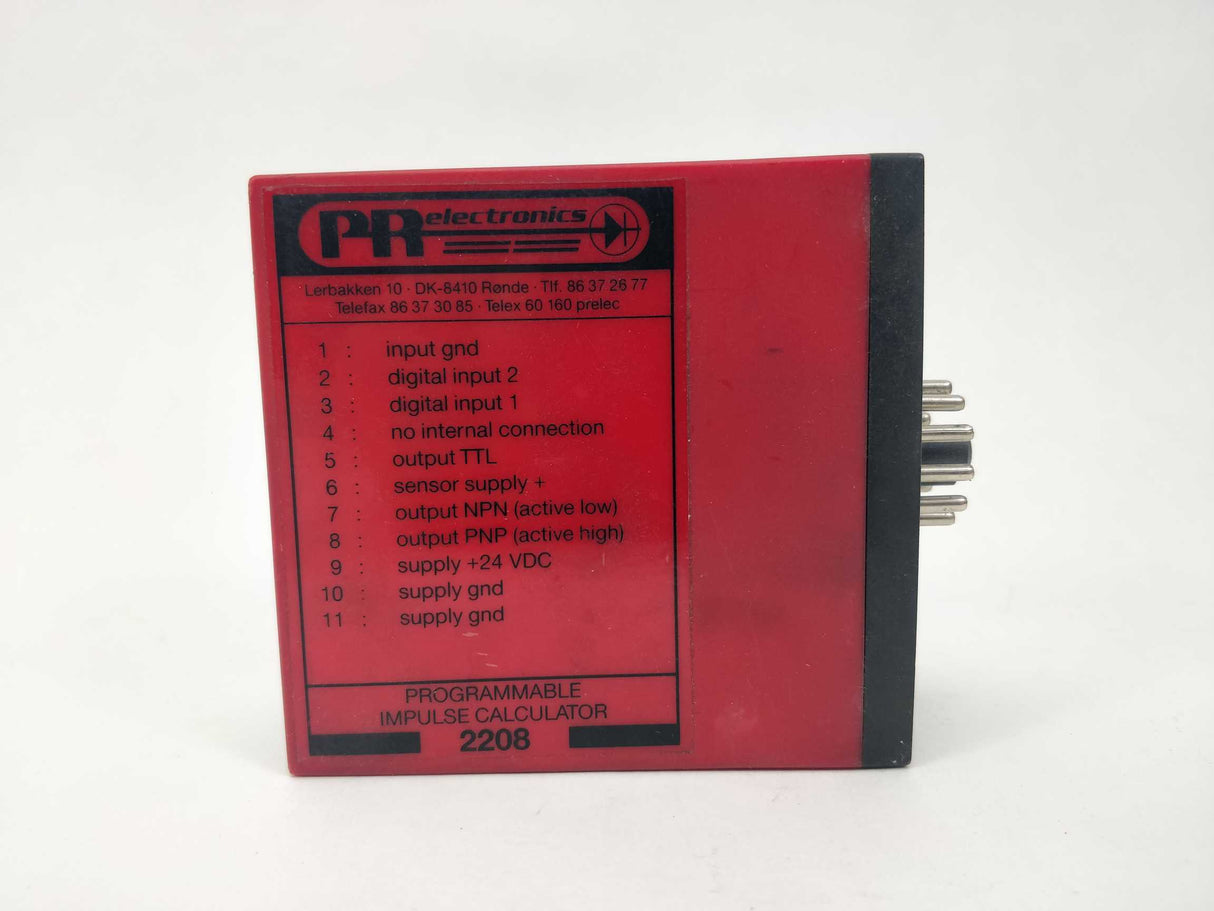 PR electronics
Lerbakken 10 · DK-8410 Rønde · Tlf. 86 37 26 77
Telefax 86 37 30 85 · Telex 60 160 prelec
1 : input gnd
2 : digital input 2
3 : digital input 1
4 : no internal connection
5 : output TTL
6 : sensor supply +
7 : output NPN (active low)
8 : output PNP (active high)
9 : supply +24 VDC
10 : supply gnd
11 : supply gnd
PROGRAMMABLE
IMPULSE CALCULATOR
2208